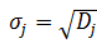 σⱼ = √Dⱼ